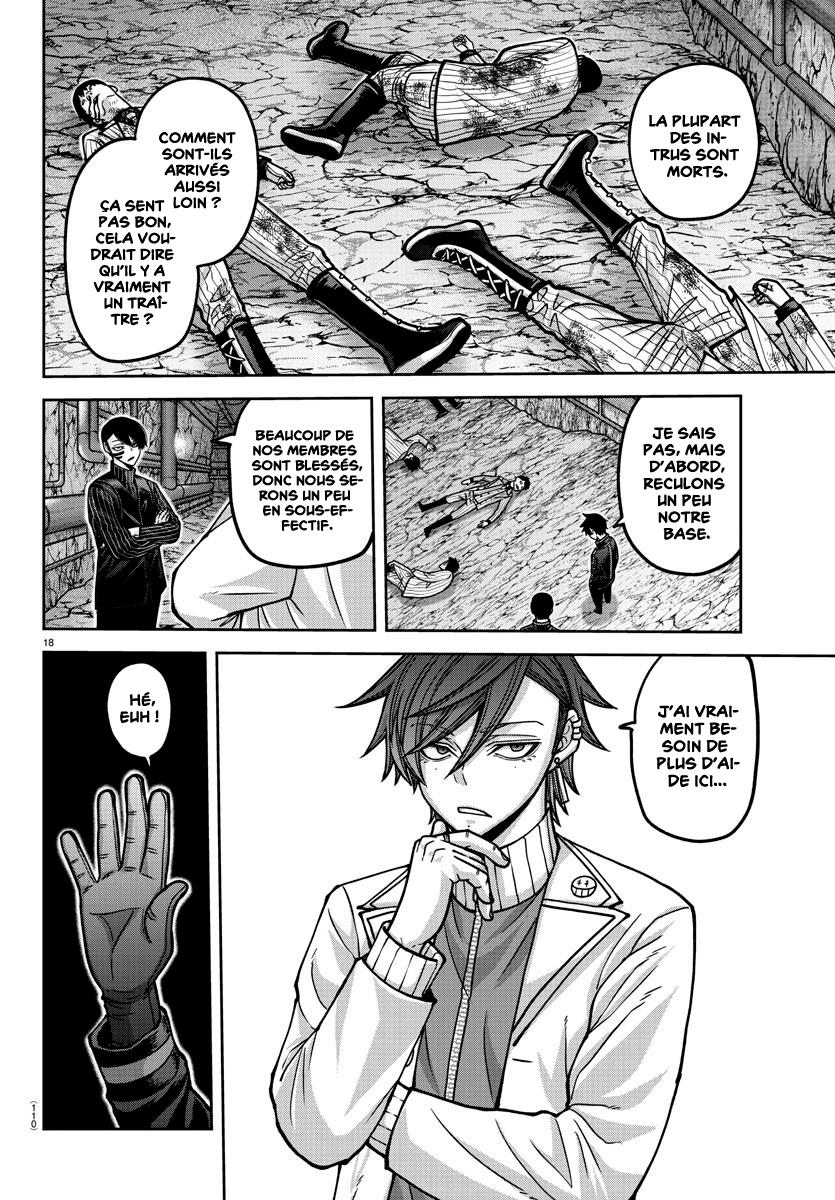 LA PLUPART
DES IN-
TRUS SONT
MORTS.
COMMENT
SONT-ILS
ARRIVÉS
AUSSI
LOIN ?
ÇA SENT
PAS BON,
CELA VOU-
DRAIT DIRE
QU'IL Y A
VRAIMENT
UN TRAÎ-
TRE ?
JE SAIS
PAS, MAIS
D'ABORD,
RECULONS
UN PEU
NOTRE
BASE.
BEAUCOUP DE
NOS MEMBRES
SONT BLESSÉS,
DONC NOUS SE-
RONS UN PEU
EN SOUS-EF-
FECTIF.
18
J'AI VRAI-
MENT BE-
SOIN DE
PLUS D'AI-
DE ICI...
HÉ,
EUH !
(110)